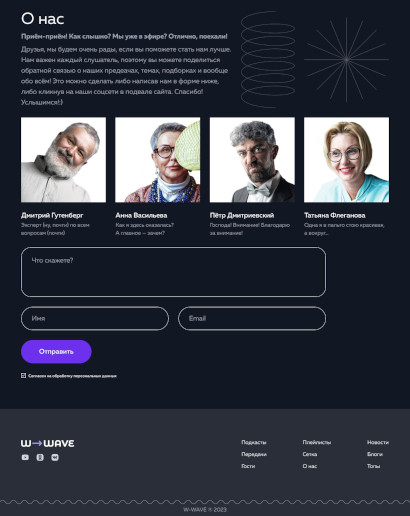 О нас
Приём-приём! Как слышно? Мы уже в эфире? Отлично, поехали!
Друзья, мы будем очень рады, если вы поможете стать нам лучше.
Нам важен каждый слушатель, поэтому вы можете поделиться
обратной связью о наших предезчах, темах, подборках и вообще
обо всём! Это можно сделать либо написав нам в форме ниже,
либо кликнув на наши соцсети в подвале сайта. Спасибо!
Услышимся!:)
Дмитрий Гутенберг
Эксперт (ну, почти) по всем
вопросам (почти)
Анна Васильева
Как я здесь оказалась?
А главное — зачем?
Пётр Дмитриевский
Господа! Внимание! Благодарю
за внимание!
Татьяна Флеганова
Одна я в пальто стою красивая,
а вокруг...
Что скажете?
Имя
Email
Отправить
Согласен на обработку персональных данных
W→WAVE
Подкасты
Плейлисты
Новости
Передачи
Сетка
Блоги
Гости
О нас
Топы
W-WAVE © 2023